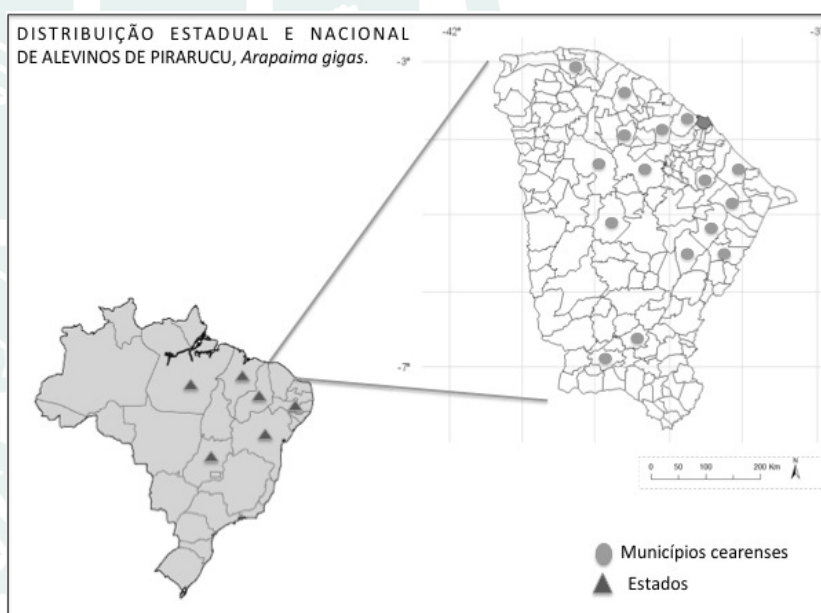 DISTRIBUIÇÃO ESTADUAL E NACIONAL
DE ALEVINOS DE PIRARUCU, Arapaima gigas.
-42°
-3°
-7°
0 50 100 200 Km
N
Municípios cearenses
Estados